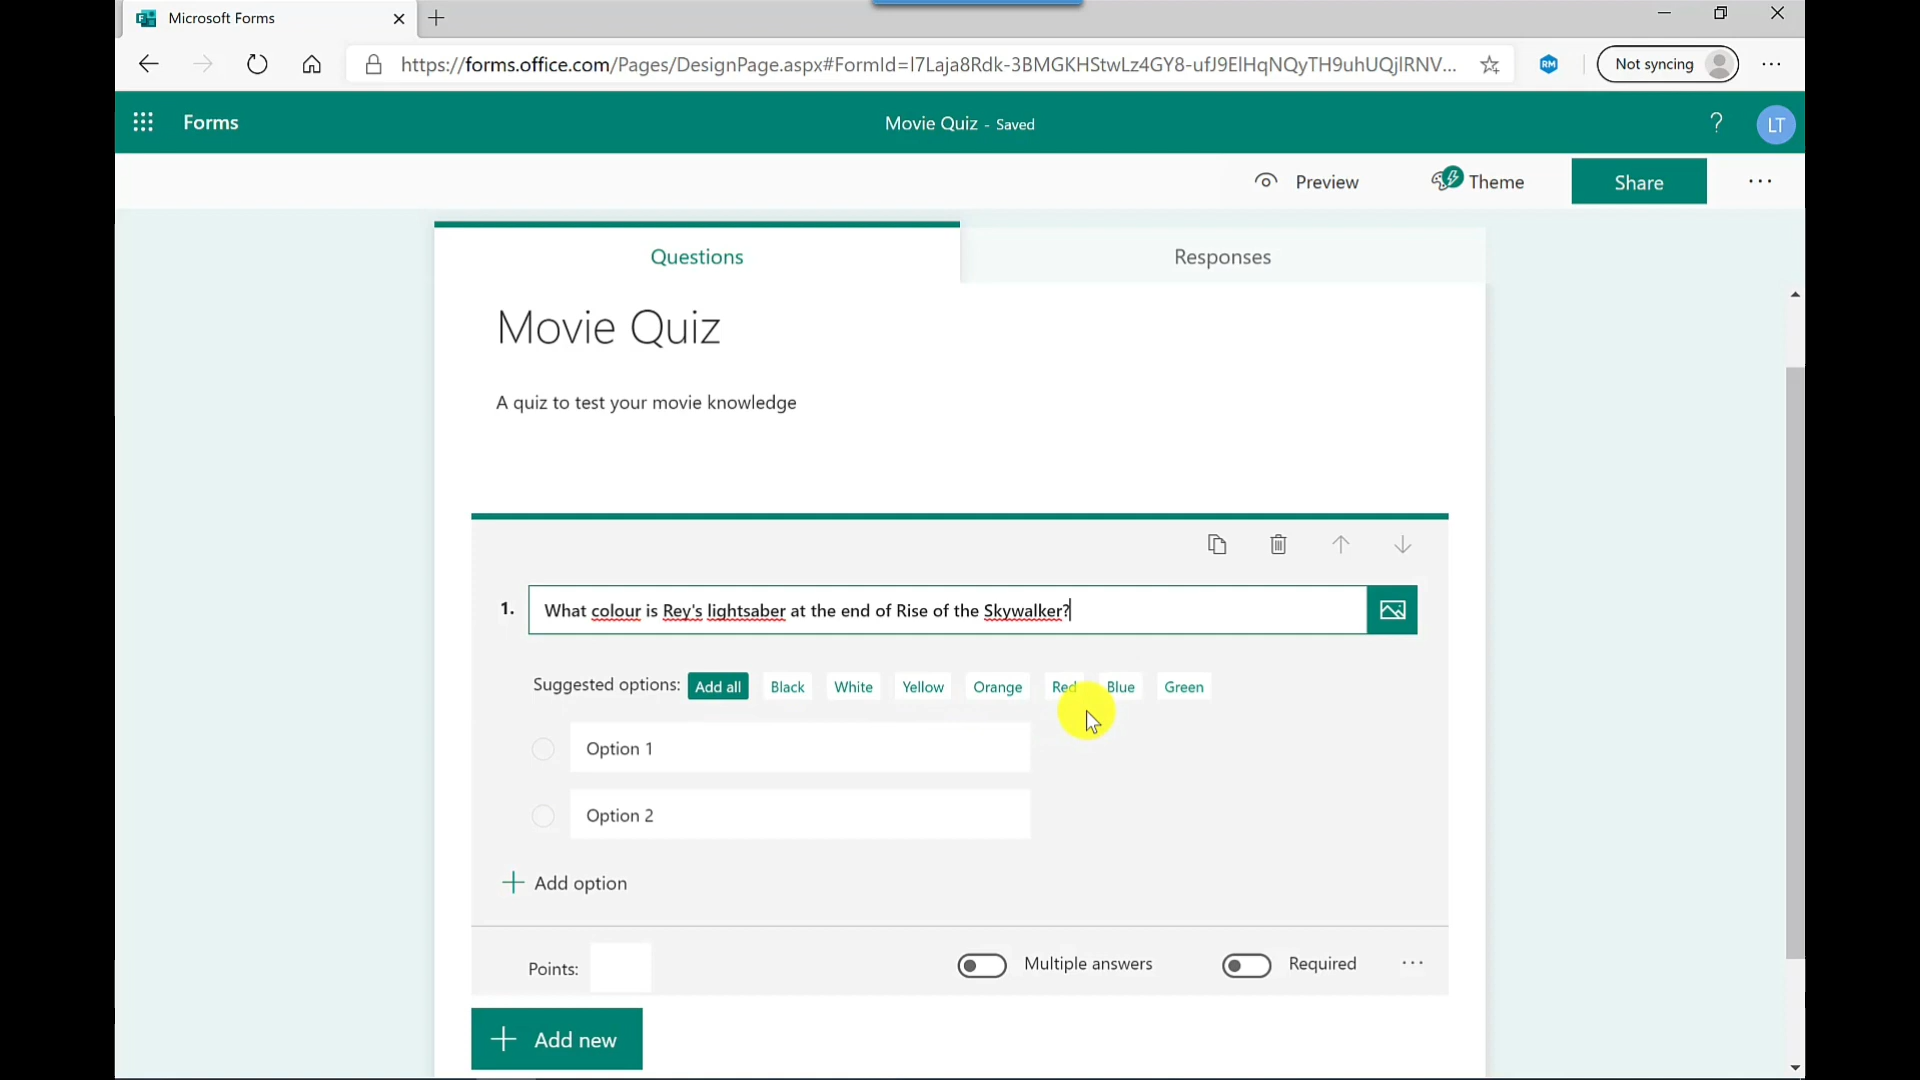 Microsoft Forms
https://forms.office.com/Pages/DesignPage.aspx#FormId=I7Laja8Rdk-3BMGKHStwLz4GY8-ufJ9ElHqNQyTH9uhUQjlRNV...
RM
Not syncing
Forms
Movie Quiz - Saved
?
LT
Preview
Theme
Share
Questions
Responses
Movie Quiz
A quiz to test your movie knowledge
1. What colour is Rey's lightsaber at the end of Rise of the Skywalker?
Suggested options: Add all Black White Yellow Orange Red Blue Green
Option 1
Option 2
Add option
Points:
Multiple answers
Required
Add new